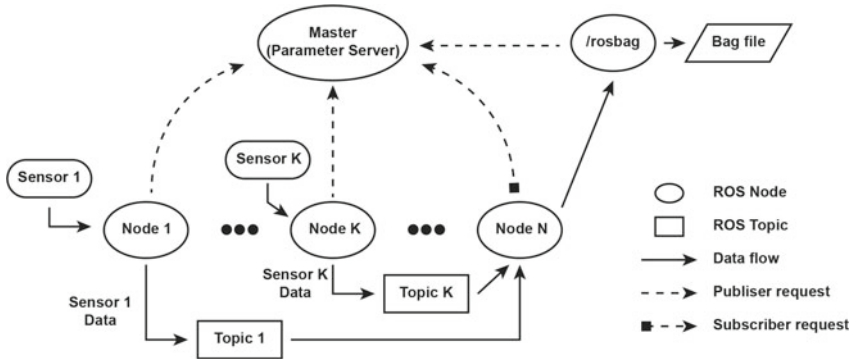 Master
(Parameter Server)
/rosbag
Bag file
Sensor 1
Sensor K
Node 1
Node K
Node N
Sensor 1
Data
Sensor K
Data
Topic K
Topic 1
ROS Node
ROS Topic
Data flow
Publiser request
Subscriber request